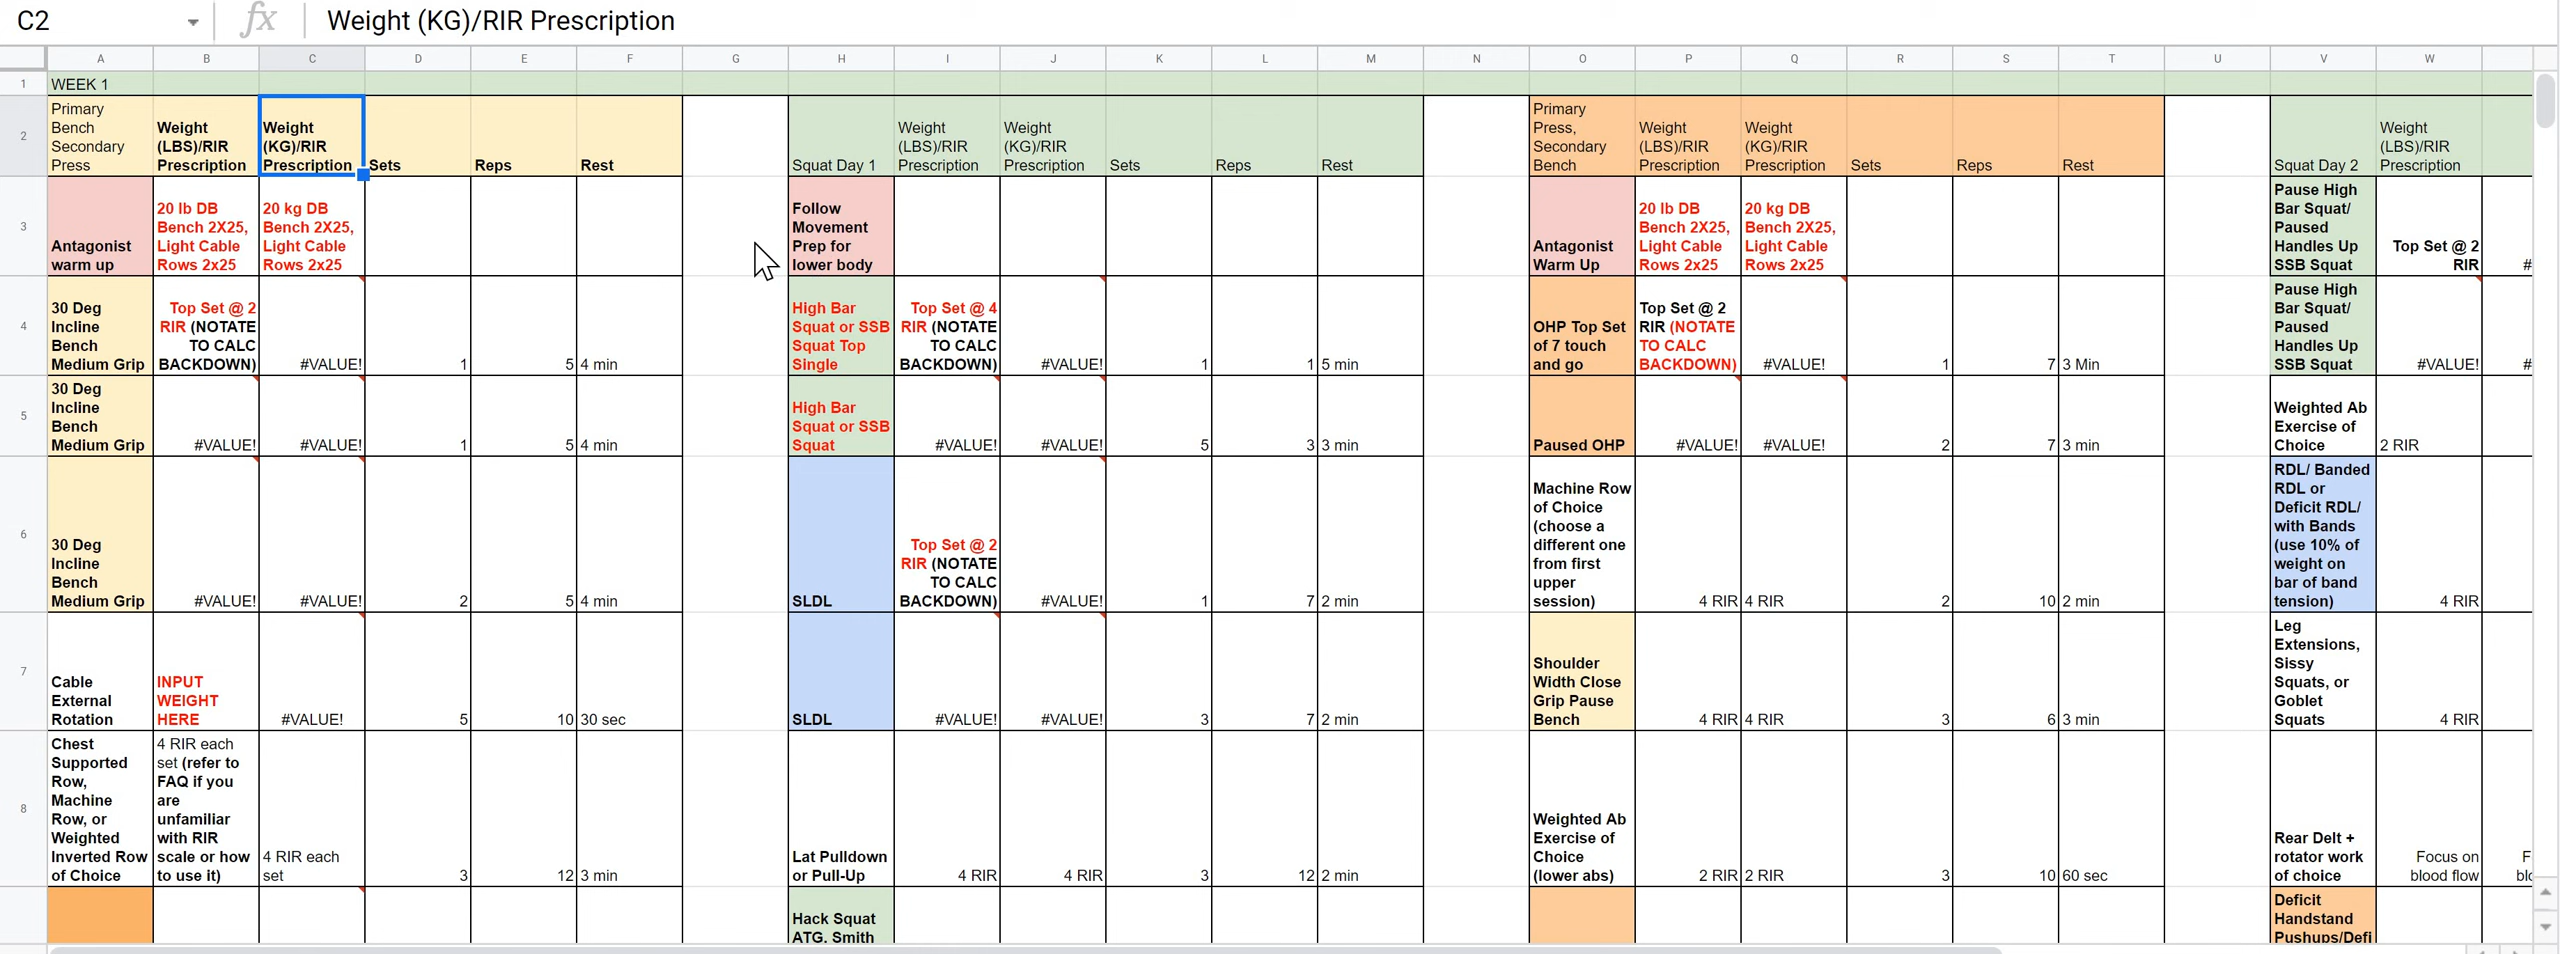 C2
fx
Weight (KG)/RIR Prescription
A B C D E F G H I J K L M N O P Q R S T U V W
1 WEEK 1
2
Primary
Bench
Secondary
Press
Weight
(LBS)/RIR
Prescription
Weight
(KG)/RIR
Prescription
Sets
Reps
Rest
Squat Day 1
Weight
(LBS)/RIR
Prescription
Weight
(KG)/RIR
Prescription
Sets
Reps
Rest
Primary
Press,
Secondary
Bench
Weight
(LBS)/RIR
Prescription
Weight
(KG)/RIR
Prescription
Sets
Reps
Rest
Squat Day 2
Weight
(LBS)/RIR
Prescription
3
Antagonist
warm up
20 lb DB
Bench 2X25,
Light Cable
Rows 2x25
20 kg DB
Bench 2X25,
Light Cable
Rows 2x25
Follow
Movement
Prep for
lower body
Antagonist
Warm Up
20 lb DB
Bench 2X25,
Light Cable
Rows 2x25
20 kg DB
Bench 2X25,
Light Cable
Rows 2x25
Pause High
Bar Squat/
Paused
Handles Up
SSB Squat
Top Set @ 2
RIR
#
4
30 Deg
Incline
Bench
Medium Grip
Top Set @ 2
RIR (NOTATE
TO CALC
BACKDOWN)
#VALUE!
1
5
4 min
High Bar
Squat or SSB
Squat Top
Single
Top Set @ 4
RIR (NOTATE
TO CALC
BACKDOWN)
#VALUE!
1
1
5 min
OHP Top Set
of 7 touch
and go
Top Set @ 2
RIR (NOTATE
TO CALC
BACKDOWN)
#VALUE!
1
7
3 Min
Pause High
Bar Squat/
Paused
Handles Up
SSB Squat
#VALUE!
#
5
30 Deg
Incline
Bench
Medium Grip
#VALUE!
#VALUE!
1
5
4 min
High Bar
Squat or SSB
Squat
#VALUE!
#VALUE!
5
3
3 min
Paused OHP
#VALUE!
#VALUE!
2
7
3 min
Weighted Ab
Exercise of
Choice
2 RIR
6
30 Deg
Incline
Bench
Medium Grip
#VALUE!
#VALUE!
2
5
4 min
SLDL
Top Set @ 2
RIR (NOTATE
TO CALC
BACKDOWN)
#VALUE!
1
7
2 min
Machine Row
of Choice
(choose a
different one
from first
upper
session)
4 RIR
4 RIR
2
10
2 min
RDL/ Banded
RDL or
Deficit RDL/
with Bands
(use 10% of
weight on
bar of band
tension)
4 RIR
7
Cable
External
Rotation
INPUT
WEIGHT
HERE
#VALUE!
5
10
30 sec
SLDL
#VALUE!
#VALUE!
3
7
2 min
Shoulder
Width Close
Grip Pause
Bench
4 RIR
4 RIR
3
6
3 min
Leg
Extensions,
Sissy
Squats, or
Goblet
Squats
4 RIR
8
Chest
Supported
Row,
Machine
Row, or
Weighted
Inverted Row
of Choice
4 RIR each
set (refer to
FAQ if you
are
unfamiliar
with RIR
scale or how
to use it)
4 RIR each
set
3
12
3 min
Lat Pulldown
or Pull-Up
4 RIR
4 RIR
3
12
2 min
Weighted Ab
Exercise of
Choice
(lower abs)
2 RIR
2 RIR
3
10
60 sec
Rear Delt +
rotator work
of choice
Focus on
blood flow
Hack Squat
ATG, Smith
Deficit
Handstand
Pushups/Defi